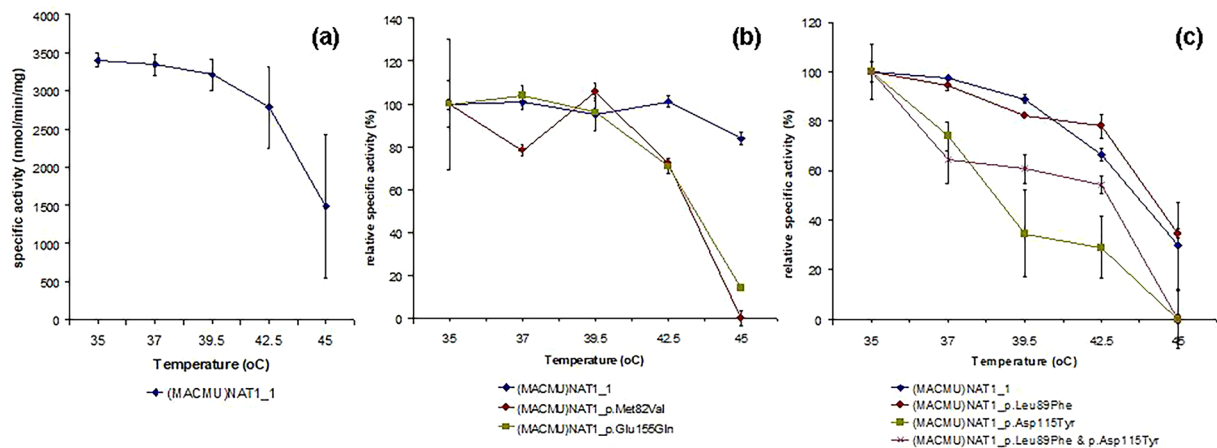 (a)
specific activity (nmol/min/mg)
4000
3500
3000
2500
2000
1500
1000
500
0
35 37 39.5 42.5 45
Temperature (oC)
(MACMU)NAT1_1
(b)
relative specific activity (%)
140
120
100
80
60
40
20
0
35 37 39.5 42.5 45
Temperature (oC)
(MACMU)NAT1_1
(MACMU)NAT1_p.Met82Val
(MACMU)NAT1_p.Glu155Gln
(c)
relative specific activity (%)
120
100
80
60
40
20
0
35 37 39.5 42.5 45
Temperature (oC)
(MACMU)NAT1_1
(MACMU)NAT1_p.Leu89Phe
(MACMU)NAT1_p.Asp115Tyr
(MACMU)NAT1_p.Leu89Phe & p.Asp115Tyr